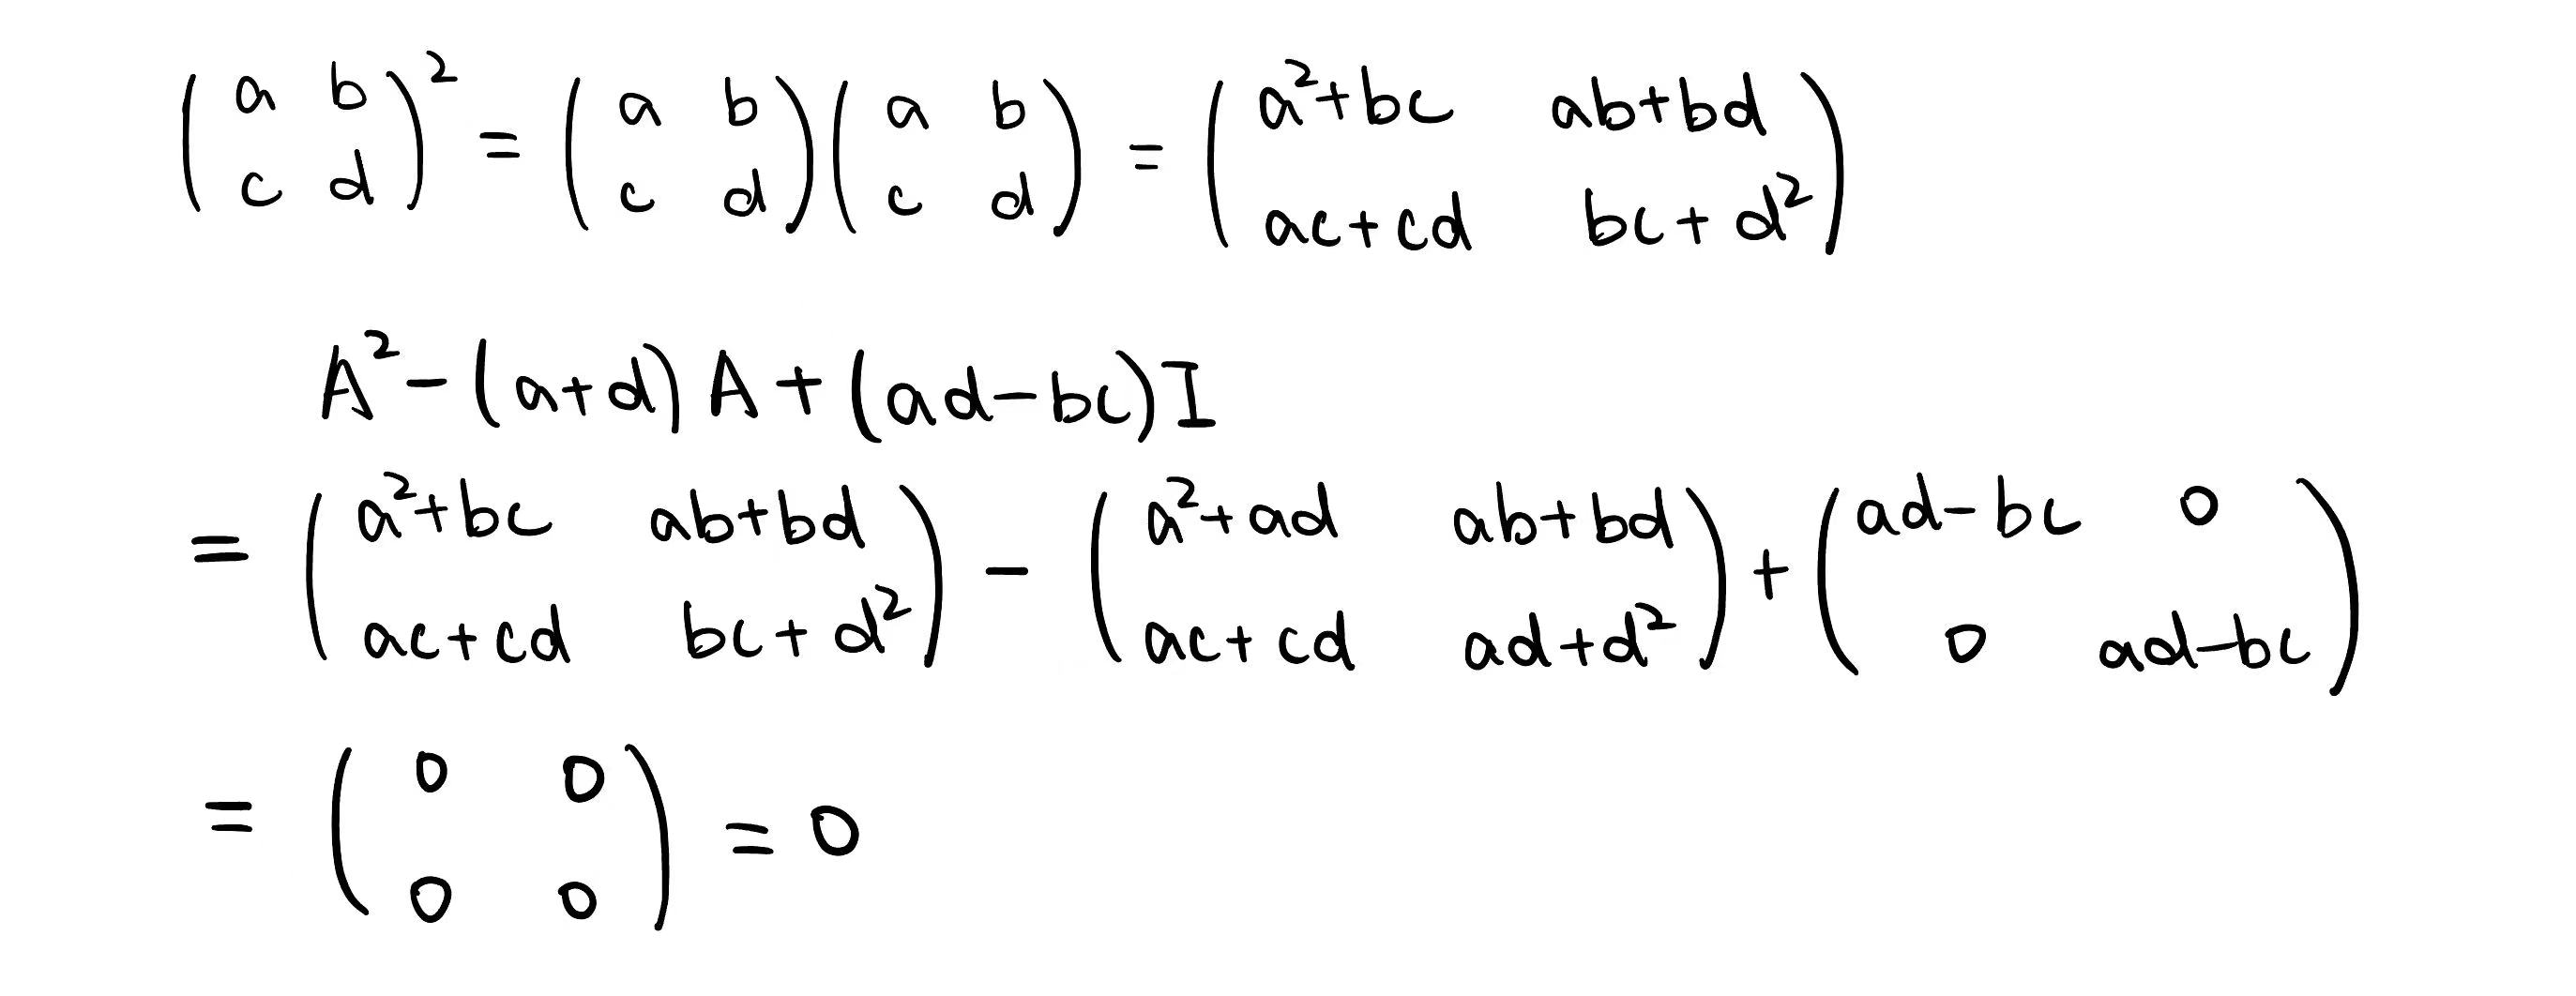 $\begin{pmatrix} a & b \\ c & d \end{pmatrix}^2 = \begin{pmatrix} a & b \\ c & d \end{pmatrix} \begin{pmatrix} a & b \\ c & d \end{pmatrix} = \begin{pmatrix} a^2+bc & ab+bd \\ ac+cd & bc+d^2 \end{pmatrix}$
$A^2 - (a+d)A + (ad-bc)I$
$= \begin{pmatrix} a^2+bc & ab+bd \\ ac+cd & bc+d^2 \end{pmatrix} - \begin{pmatrix} a^2+ad & ab+bd \\ ac+cd & ad+d^2 \end{pmatrix} + \begin{pmatrix} ad-bc & 0 \\ 0 & ad-bc \end{pmatrix}$
$= \begin{pmatrix} 0 & 0 \\ 0 & 0 \end{pmatrix} = 0$